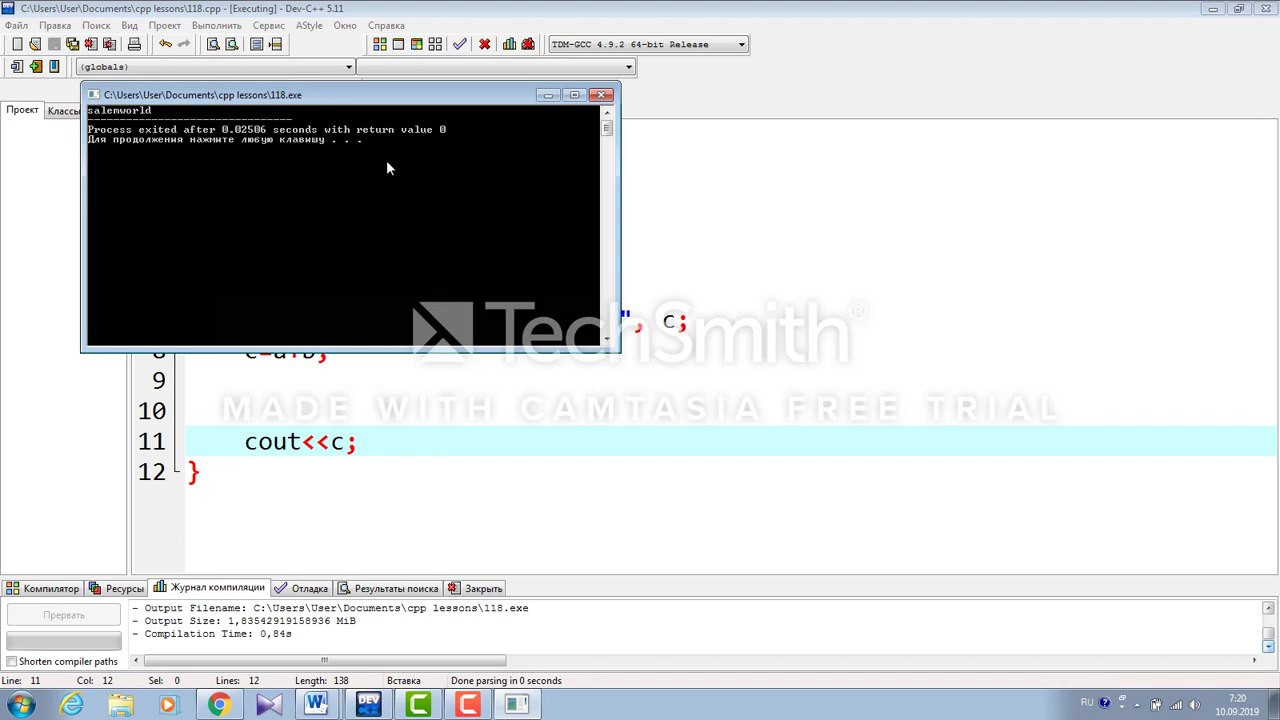 C:\Users\User\Documents\cpp lessons\118.cpp - [Executing] - Dev-C++ 5.11
Файл Правка Поиск Вид Проект Выполнить Сервис AStyle Окно Справка
TDM-GCC 4.9.2 64-bit Release
(globals)
Проект Классы
C:\Users\User\Documents\cpp lessons\118.exe
salemworld
--------------------------------
Process exited after 0.02506 seconds with return value 0
Для продолжения нажмите любую клавишу . . .
", c;
TechSmith®
MADE WITH CAMTASIA FREE TRIAL
8 c=a+b;
9
10
11 cout<<c;
12 }
Компилятор Ресурсы Журнал компиляции Отладка Результаты поиска Закрыть
Прервать
- Output Filename: C:\Users\User\Documents\cpp lessons\118.exe
- Output Size: 1,83542919158936 MiB
- Compilation Time: 0,84s
Shorten compiler paths
Line: 11 Col: 12 Sel: 0 Lines: 12 Length: 138 Вставка Done parsing in 0 seconds
RU 7:20
10.09.2019